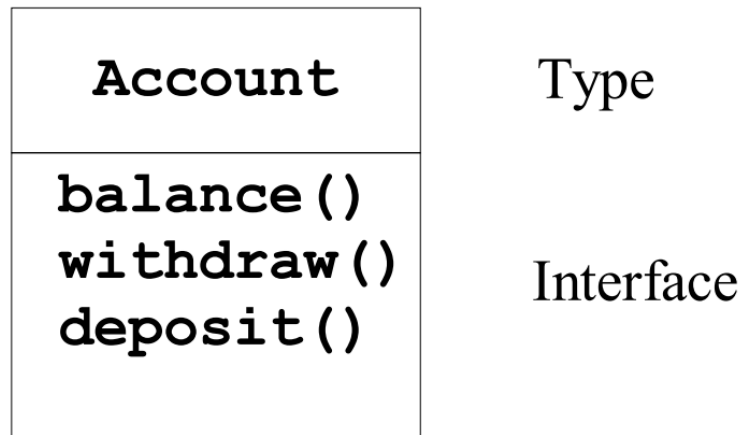 Account
Type
balance()
withdraw()
deposit()
Interface